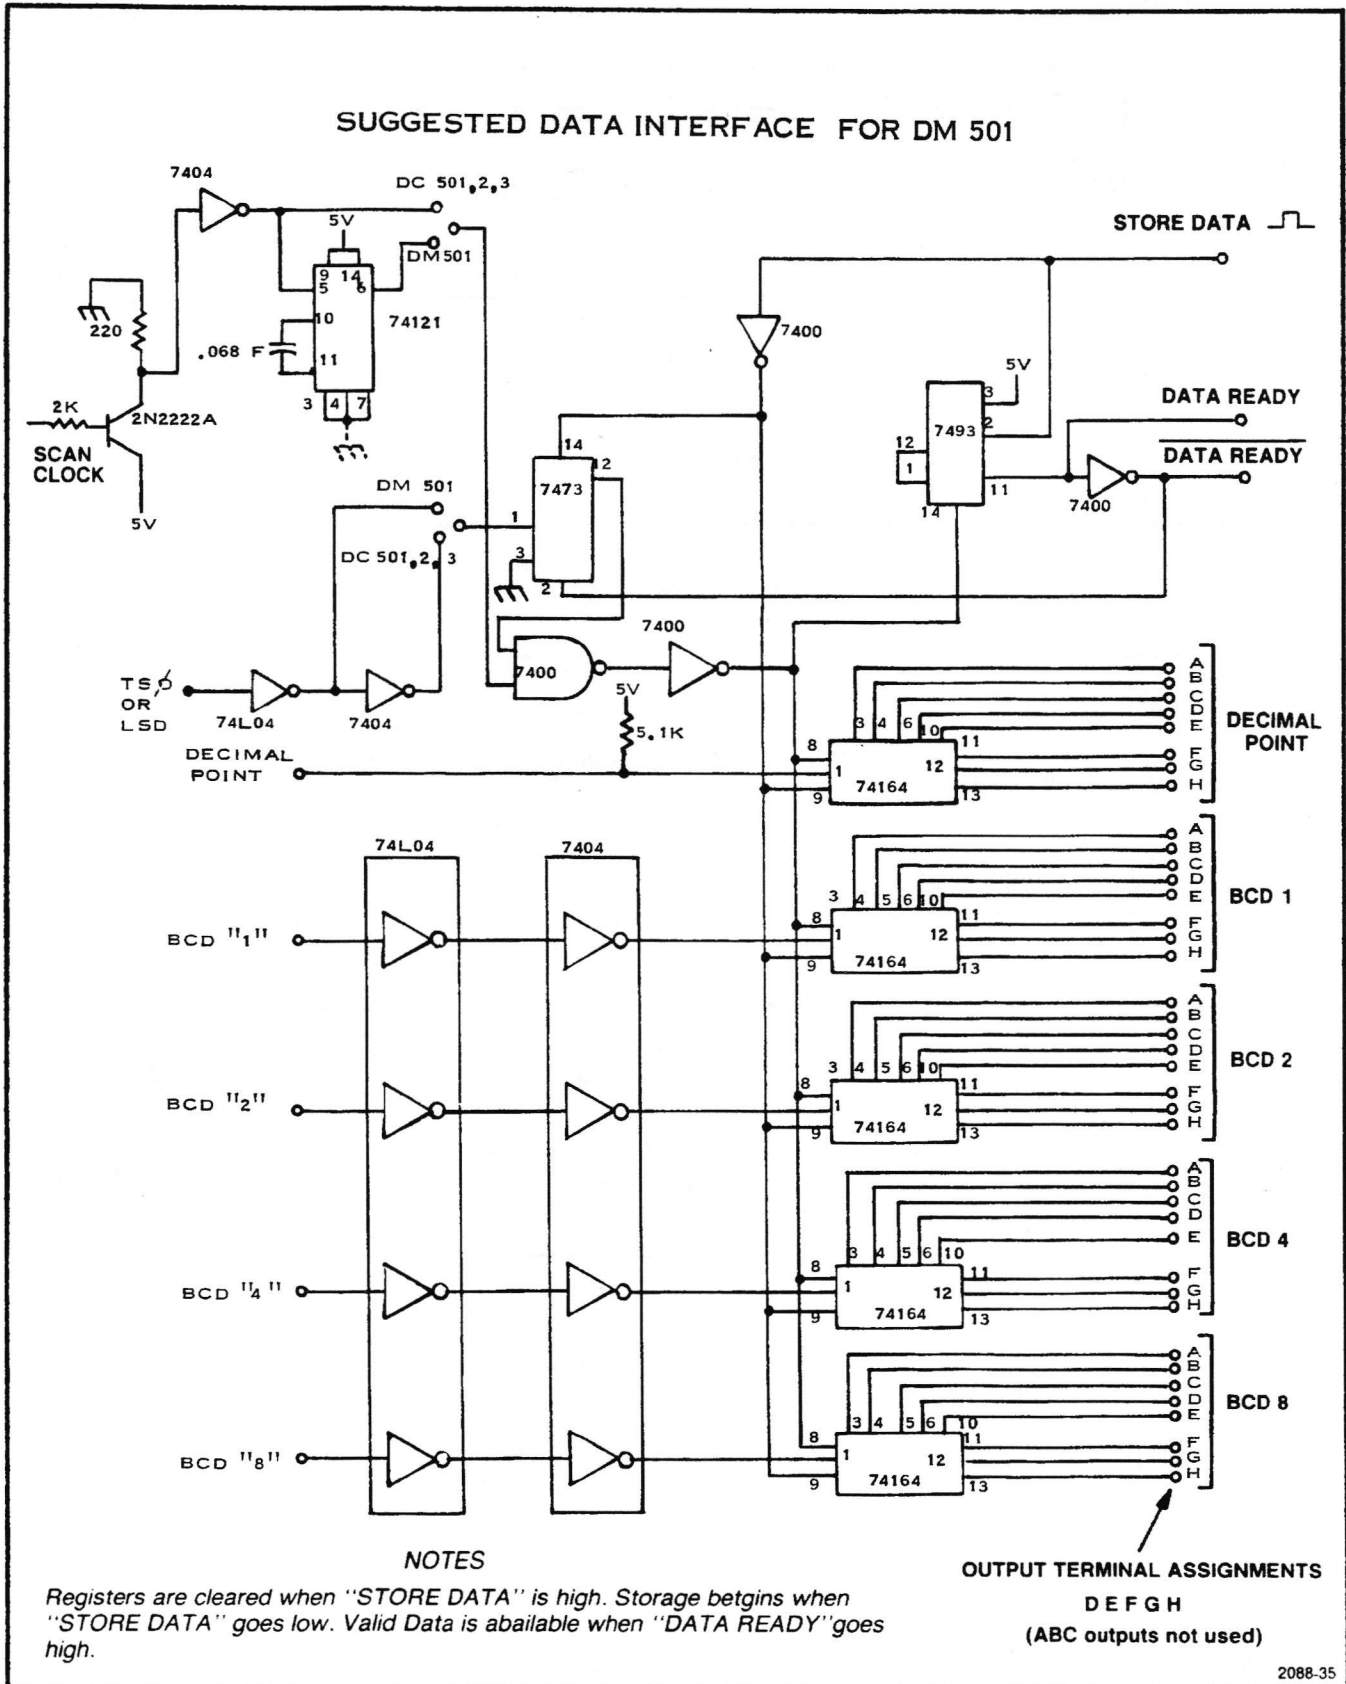 SUGGESTED DATA INTERFACE FOR DM 501
7404
DC 501,2,3
5V
DM501
9 14
5 6
10
11
74121
.068 F
3 4 7
220
2K
2N2222A
SCAN
CLOCK
5V
STORE DATA
7400
5V
3
2
7493
12
1
11
14
DATA READY
DATA READY
7400
14
12
7473
1
3
2
DM 501
DC 501,2,3
TS∅
OR
LSD
74L04
7404
7400
7400
5V
5.1K
DECIMAL
POINT
3 4 6 10 11
8
1 12
9 74164 13
A
B
C
D
E
F
G
H
DECIMAL
POINT
74L04
7404
BCD "1"
3 4 5 6 10 11
8
1 12
9 74164 13
A
B
C
D
E
F
G
H
BCD 1
BCD "2"
3 4 5 6 10 11
8
1 12
9 74164 13
A
B
C
D
E
F
G
H
BCD 2
BCD "4"
3 4 5 6 10 11
8
1 12
9 74164 13
A
B
C
D
E
F
G
H
BCD 4
BCD "8"
3 4 5 6 10 11
8
1 12
9 74164 13
A
B
C
D
E
F
G
H
BCD 8
NOTES
Registers are cleared when "STORE DATA" is high. Storage betgins when
"STORE DATA" goes low. Valid Data is abailable when "DATA READY" goes
high.
OUTPUT TERMINAL ASSIGNMENTS
D E F G H
(ABC outputs not used)
2088-35